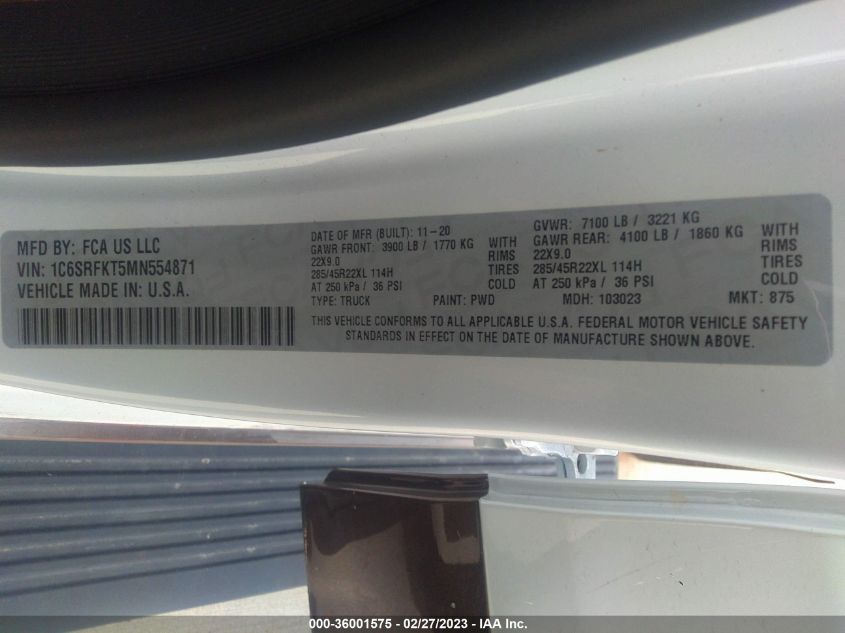 MFD BY: FCA US LLC
VIN: 1C6SRFKT5MN554871
VEHICLE MADE IN: U.S.A.
DATE OF MFR (BUILT): 11-20
GAWR FRONT: 3900 LB / 1770 KG WITH
22X9.0 RIMS
285/45R22XL 114H TIRES
AT 250 kPa / 36 PSI COLD
TYPE: TRUCK PAINT: PWD
GVWR: 7100 LB / 3221 KG
GAWR REAR: 4100 LB / 1860 KG WITH
22X9.0 RIMS
285/45R22XL 114H TIRES
AT 250 kPa / 36 PSI COLD
MDH: 103023 MKT: 875
THIS VEHICLE CONFORMS TO ALL APPLICABLE U.S.A. FEDERAL MOTOR VEHICLE SAFETY
STANDARDS IN EFFECT ON THE DATE OF MANUFACTURE SHOWN ABOVE.
000-36001575 - 02/27/2023 - IAA Inc.